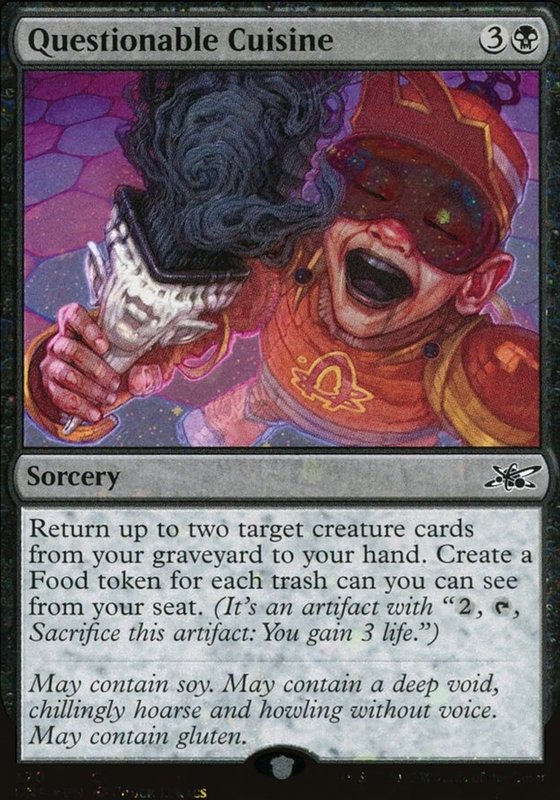 Questionable Cuisine 3
Sorcery
Return up to two target creature cards
from your graveyard to your hand. Create a
Food token for each trash can you can see
from your seat. (It's an artifact with “2, ,
Sacrifice this artifact: You gain 3 life.”)
May contain soy. May contain a deep void,
chillingly hoarse and howling without voice.
May contain gluten.